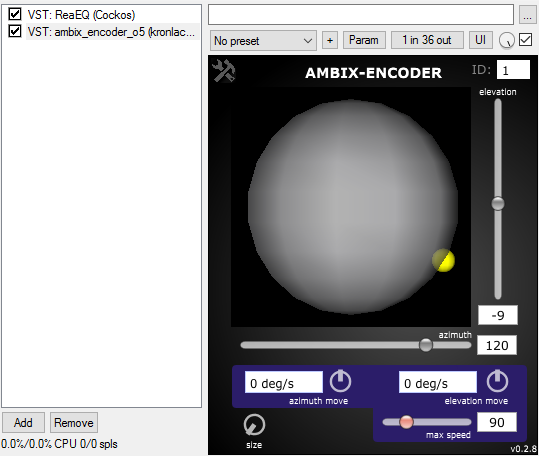 VST: ReaEQ (Cockos)
VST: ambix_encoder_o5 (kronlac...
Add
Remove
0.0%/0.0% CPU 0/0 spls
...
No preset
+
Param
1 in 36 out
UI
AMBIX-ENCODER
ID:
1
elevation
-9
azimuth
120
0 deg/s
azimuth move
0 deg/s
elevation move
size
90
max speed
v0.2.8